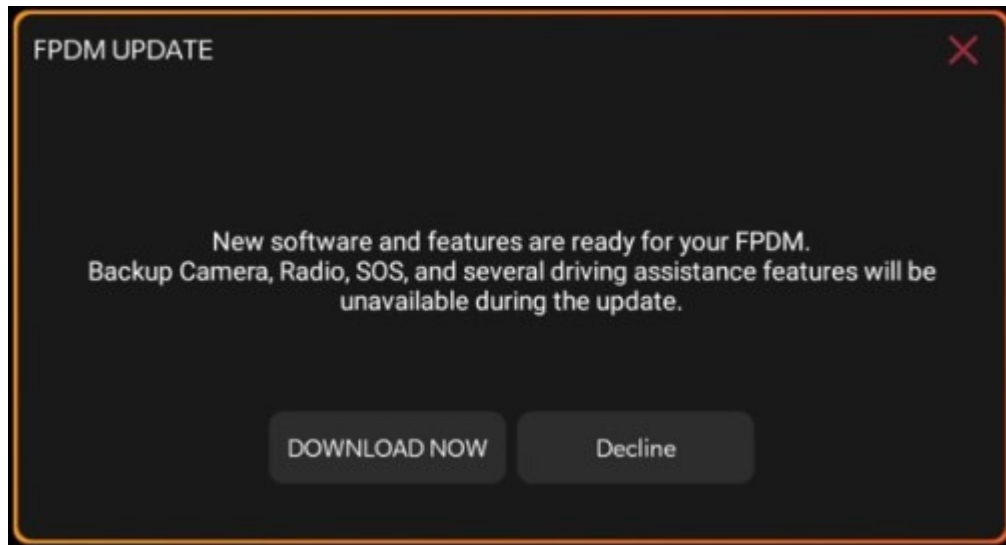 FPDM UPDATE
New software and features are ready for your FPDM.
Backup Camera, Radio, SOS, and several driving assistance features will be
unavailable during the update.
DOWNLOAD NOW
Decline